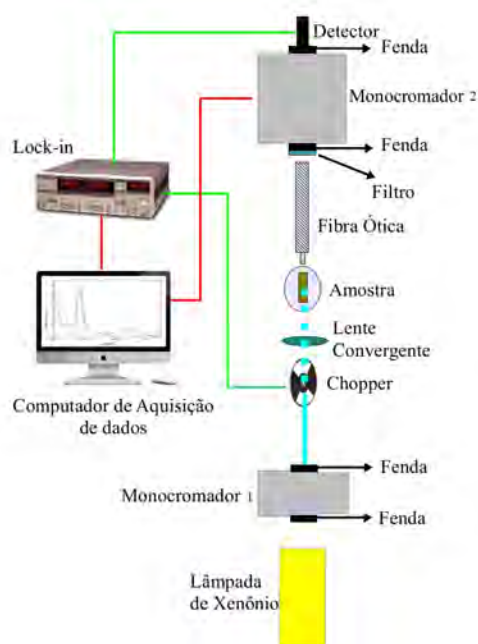 Detector
Fenda
Monocromador 2
Lock-in
Fenda
Filtro
Fibra Ótica
Amostra
Lente
Convergente
Chopper
Computador de Aquisição
de dados
Fenda
Monocromador 1
Fenda
Lâmpada
de Xenônio